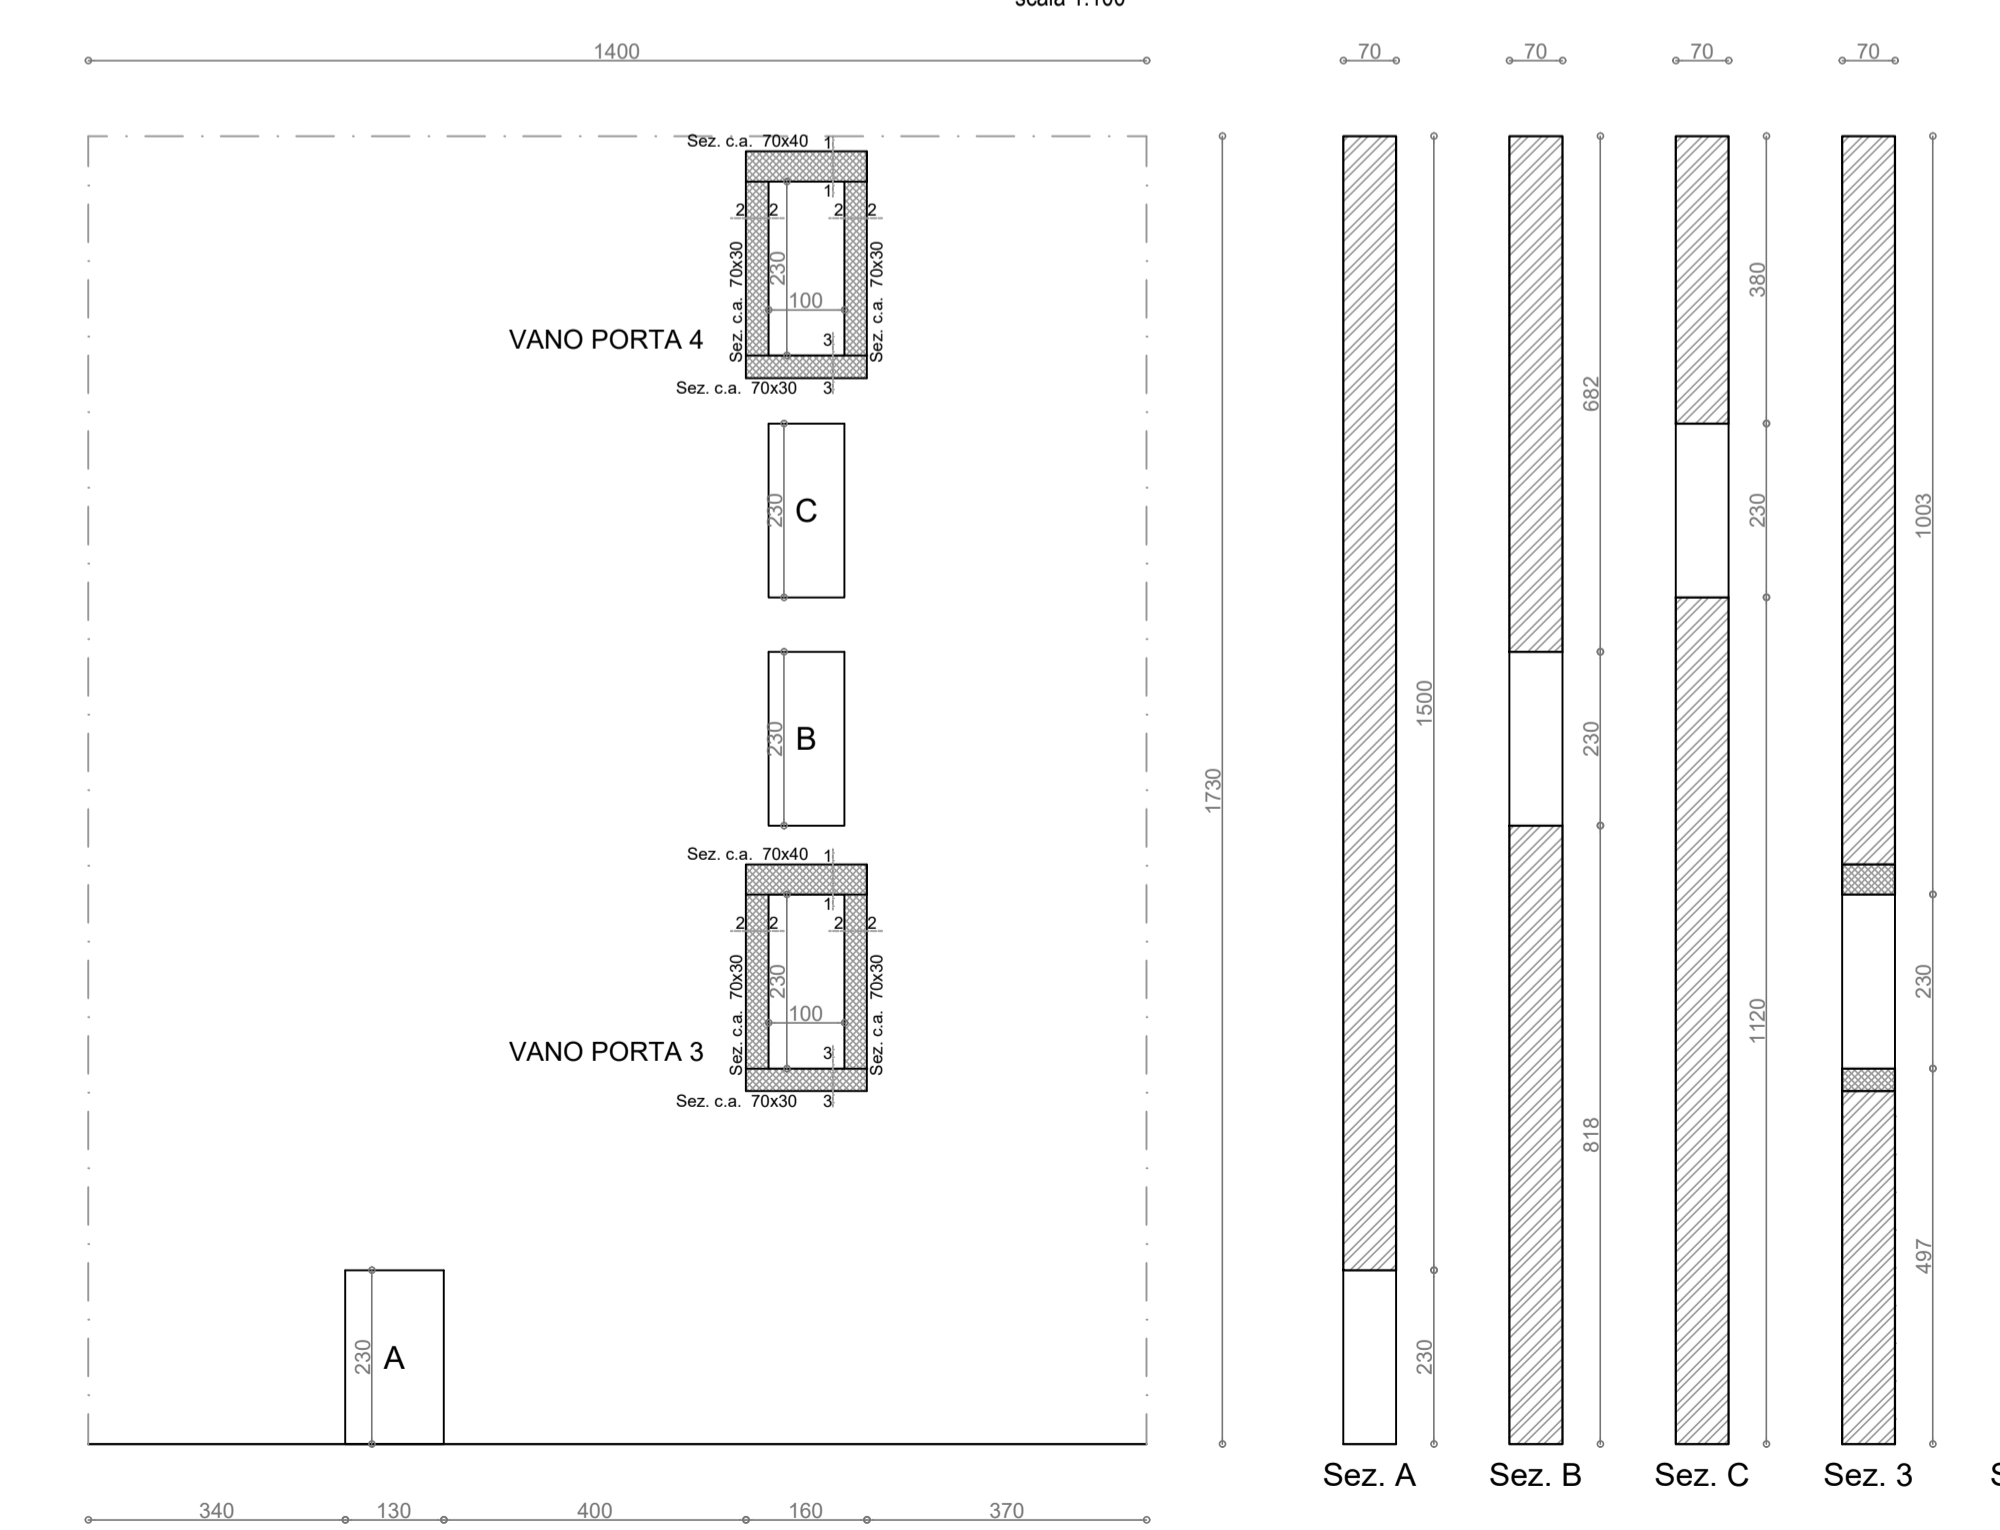 1400
70
70
70
70
Sez. c.a. 70x40
1
1
2
2
2
2
Sez. c.a. 70x30
230
100
Sez. c.a. 70x30
VANO PORTA 4
3
Sez. c.a. 70x30
3
230
C
230
B
Sez. c.a. 70x40
1
1
2
2
2
2
Sez. c.a. 70x30
230
100
Sez. c.a. 70x30
VANO PORTA 3
3
Sez. c.a. 70x30
3
230
A
1730
1500
230
682
230
818
380
230
1120
1003
230
497
Sez. A
Sez. B
Sez. C
Sez. 3
340
130
400
160
370